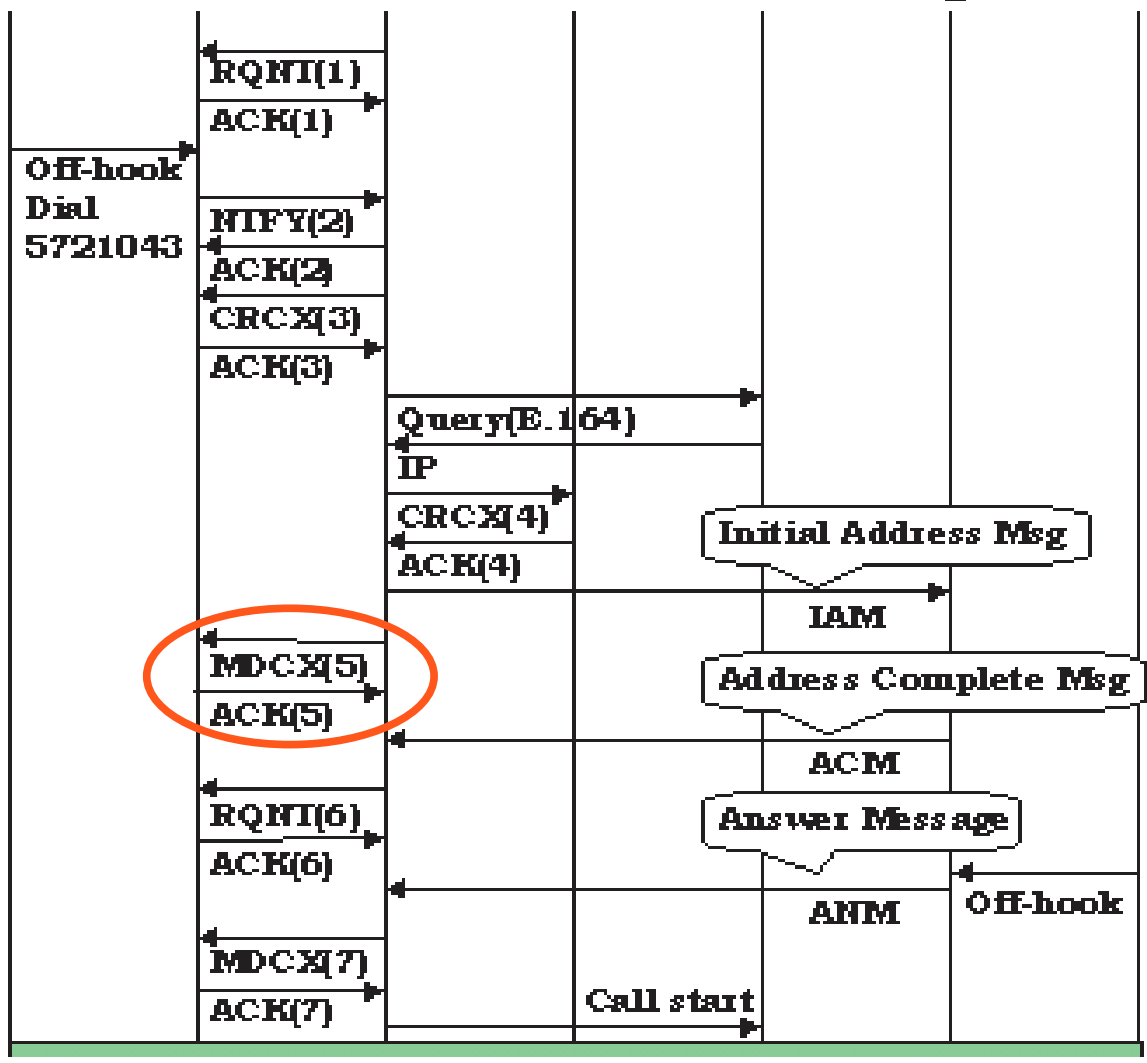 RQNT(1)
ACK(1)
Off-hook
Dial
5721043
NTFY(2)
ACK(2)
CRCX(3)
ACK(3)
Query(E.164)
IP
CRCX(4)
ACK(4)
Initial Address Msg
IAM
MDCX(5)
ACK(5)
Address Complete Msg
ACM
RQNT(6)
ACK(6)
Answer Message
Off-hook
ANM
MDCX(7)
ACK(7)
Call start